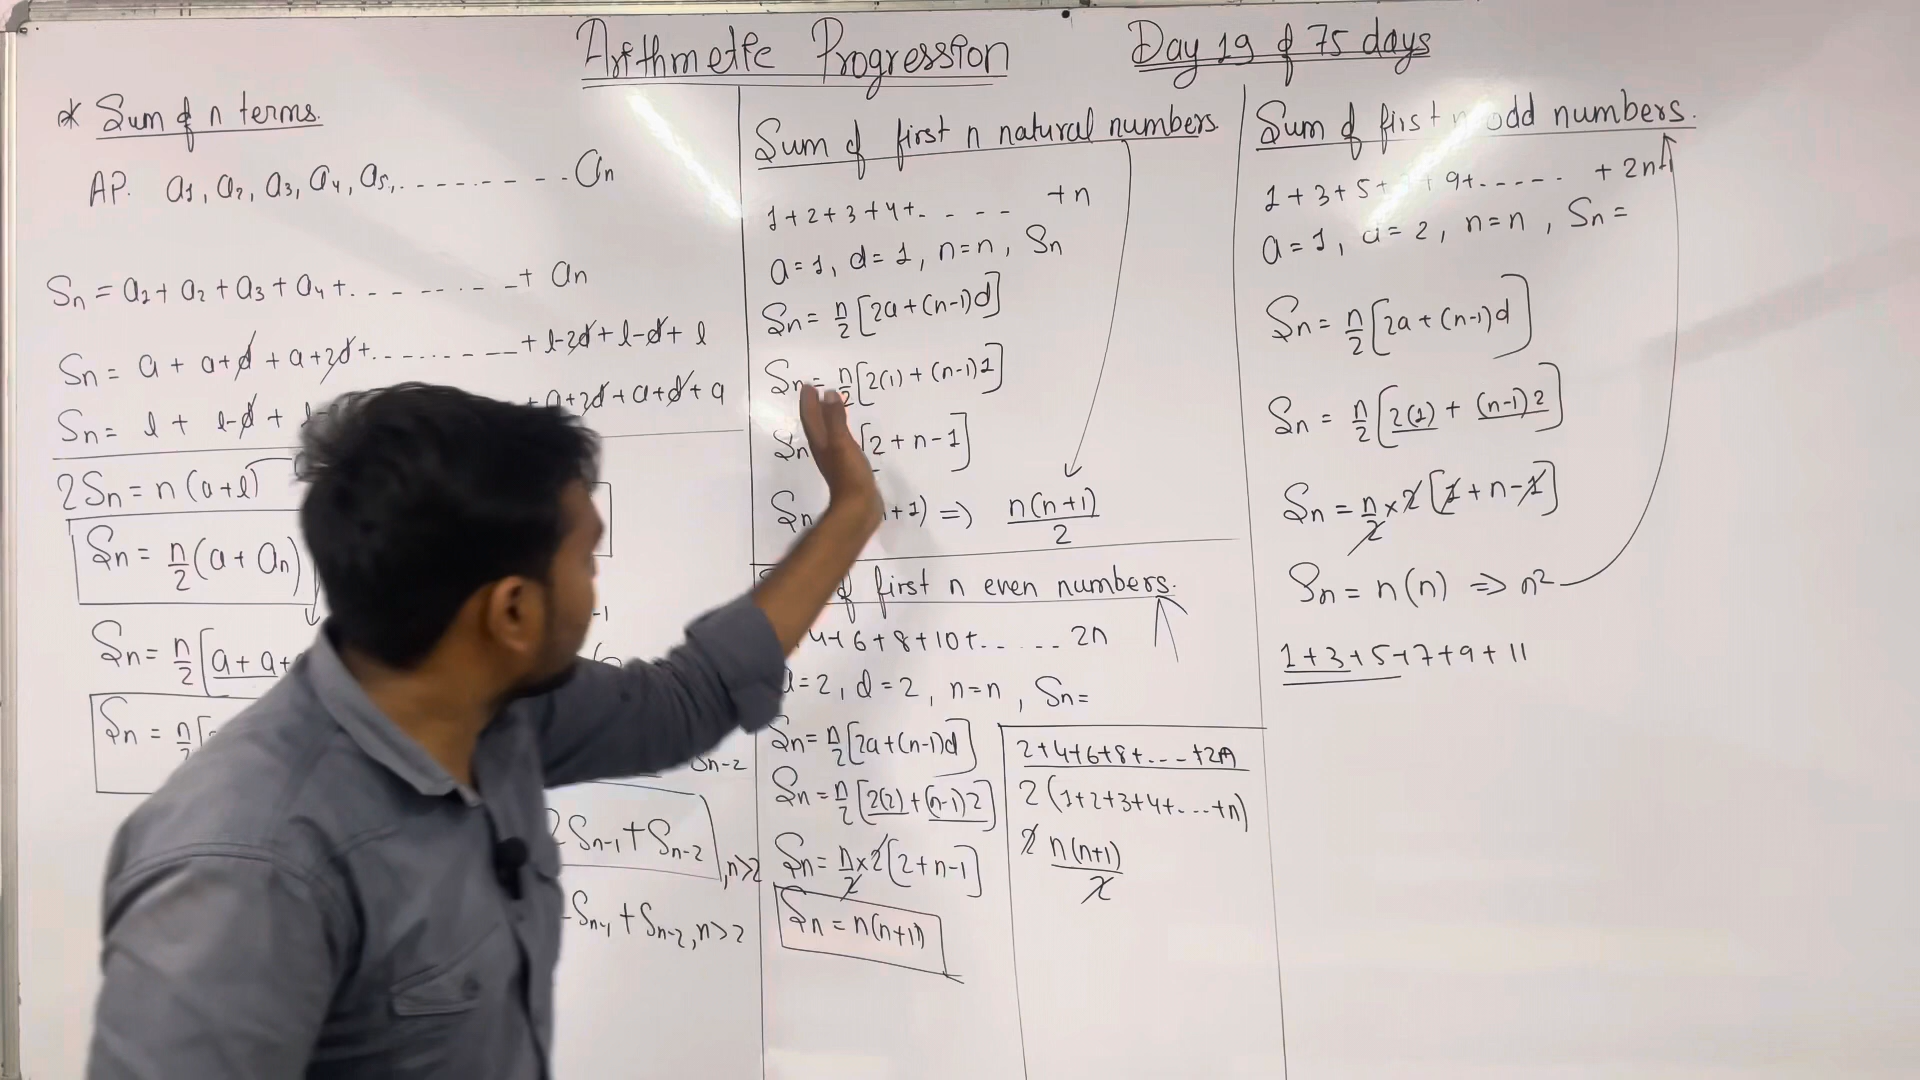 Arithmetic Progression
Day 19 of 75 days
* Sum of n terms.
AP. a1, a2, a3, a4, a5, - - - - - - - - an
Sn = a1 + a2 + a3 + a4 + - - - - - - - + an
Sn = a + a+d + a+2d + - - - - - - - + l-2d + l-d + l
Sn = l + l-d +
a+2d + a+d + a
2Sn = n(a+l)
Sn = n/2 (a + an)
Sn = n/2 [a + a+
Sn = n/2 [
Sn-2
2Sn-1 + Sn-2 , n>2
-Sn-1 + Sn-2, n>2
Sum of first n natural numbers
1+2+3+4+ - - - - +n
a=1, d=1, n=n, Sn
Sn = n/2 [2a+(n-1)d]
Sn = n/2 [2(1) + (n-1)1]
Sn [2+n-1]
Sn +1) => n(n+1)/2
of first n even numbers.
4+6+8+10+ - - - - - 2n
=2, d=2, n=n, Sn=
Sn = n/2 [2a+(n-1)d]
Sn = n/2 [2(2) + (n-1)2]
Sn = n/2 x 2 [2+n-1]
Sn = n(n+1)
2+4+6+8+ - - - +2n
2(1+2+3+4+ - - - +n)
2 n(n+1)/2
Sum of first n odd numbers.
1+3+5+ +9+ - - - - - + 2n-1
a=1, d=2, n=n, Sn=
Sn = n/2 [2a+(n-1)d]
Sn = n/2 [2(1) + (n-1)2]
Sn = n/2 x 2 [1+n-1]
Sn = n(n) => n²
1+3+5+7+9+11